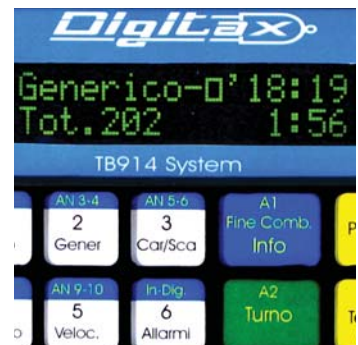 Digitax
Generico-□'18:19
Tot.202 1:56
TB914 System
AN 3-4
2
Gener
AN 5-6
3
Car/Sca
A1
Fine Comb.
Info
AN 9-10
5
Veloc.
In-Dig.
6
Allarmi
A2
Turno